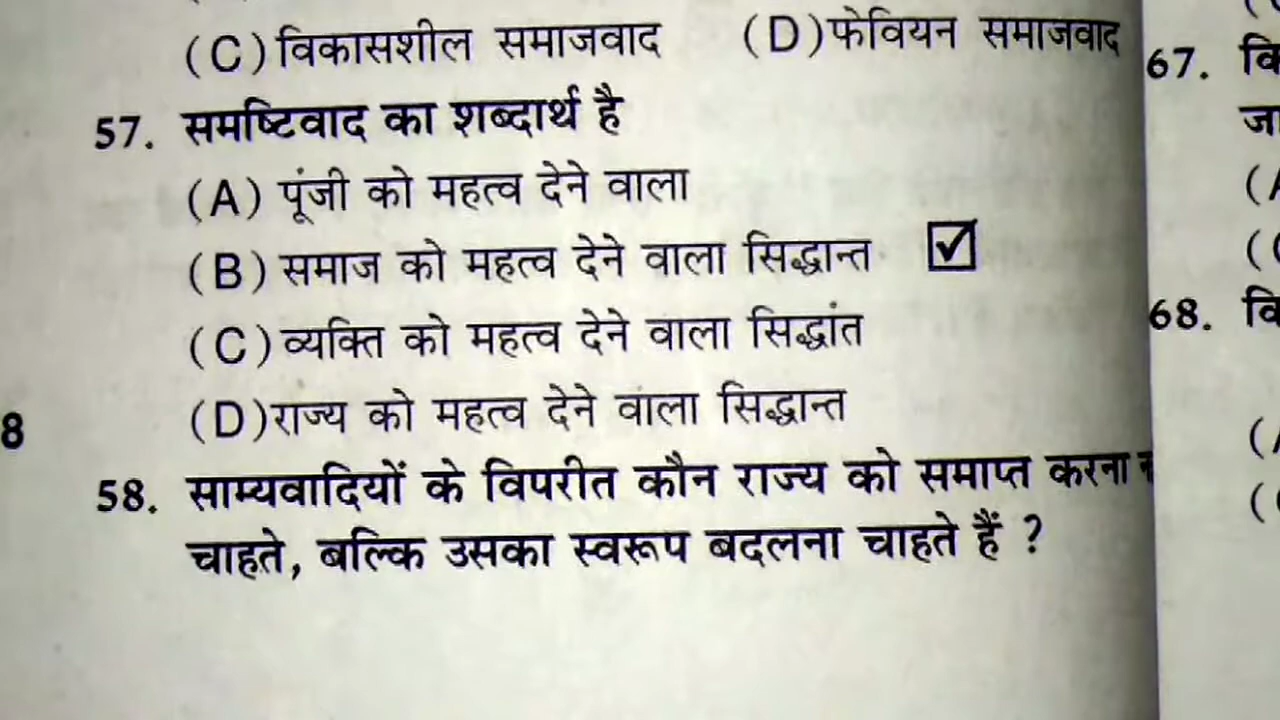 (C) विकासशील समाजवाद (D) फेवियन समाजवाद
57. समष्टिवाद का शब्दार्थ है
(A) पूंजी को महत्व देने वाला
(B) समाज को महत्व देने वाला सिद्धान्त
(C) व्यक्ति को महत्व देने वाला सिद्धांत
(D) राज्य को महत्व देने वाला सिद्धान्त
58. साम्यवादियों के विपरीत कौन राज्य को समाप्त करना
चाहते, बल्कि उसका स्वरूप बदलना चाहते हैं ?
8
67.
68.